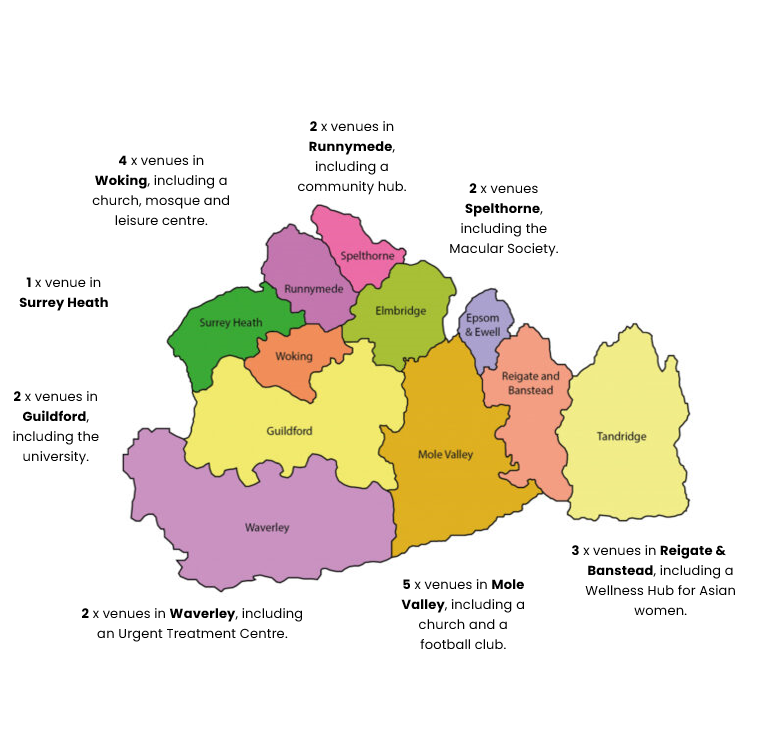 2 x venues in
Runnymede,
including a
community hub.
4 x venues in
Woking, including a
church, mosque and
leisure centre.
2 x venues
Spelthorne,
including the
Macular Society.
1 x venue in
Surrey Heath
2 x venues in
Guildford,
including the
university.
Spelthorne
Runnymede
Elmbridge
Surrey Heath
Epsom
& Ewell
Woking
Reigate and
Banstead
Guildford
Tandridge
Mole Valley
Waverley
3 x venues in Reigate &
Banstead, including a
Wellness Hub for Asian
women.
5 x venues in Mole
Valley, including a
church and a
football club.
2 x venues in Waverley, including
an Urgent Treatment Centre.